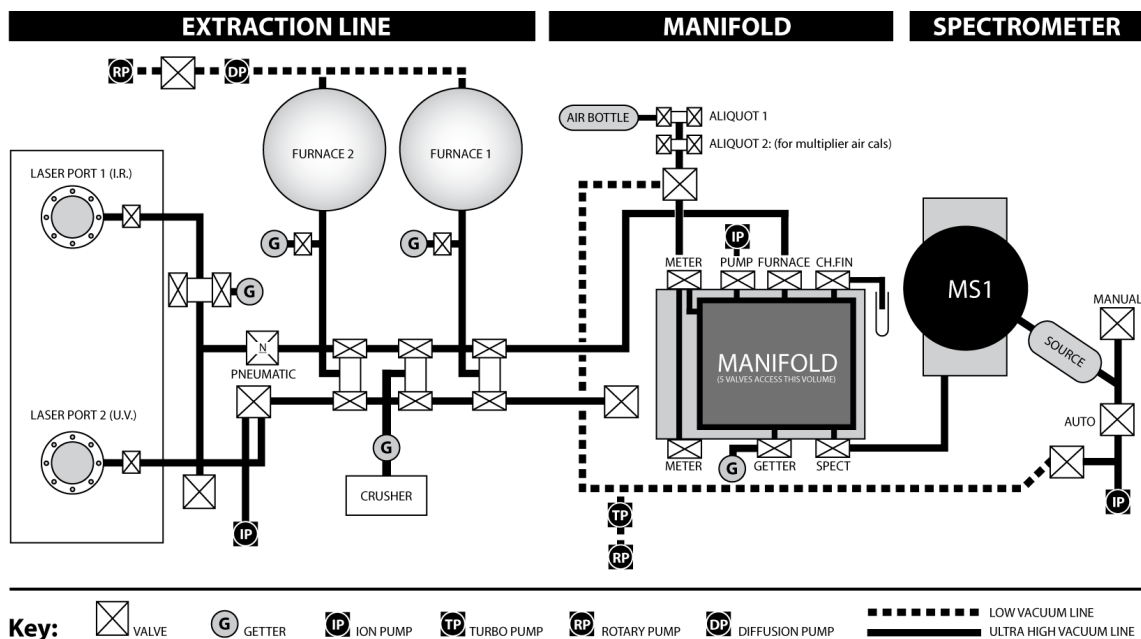 EXTRACTION LINE
MANIFOLD
SPECTROMETER
RP
DP
AIR BOTTLE
ALIQUOT 1
ALIQUOT 2: (for multiplier air cals)
FURNACE 2
FURNACE 1
LASER PORT 1 (I.R.)
G
G
IP
METER
PUMP
FURNACE
CH.FIN
G
MS1
MANUAL
SOURCE
N
PNEUMATIC
MANIFOLD
(5 VALVES ACCESS THIS VOLUME)
LASER PORT 2 (U.V.)
AUTO
G
METER
G
GETTER
SPECT
CRUSHER
IP
TP
RP
IP
Key:
VALVE
G
GETTER
IP
ION PUMP
TP
TURBO PUMP
RP
ROTARY PUMP
DP
DIFFUSION PUMP
LOW VACUUM LINE
ULTRA HIGH VACUUM LINE